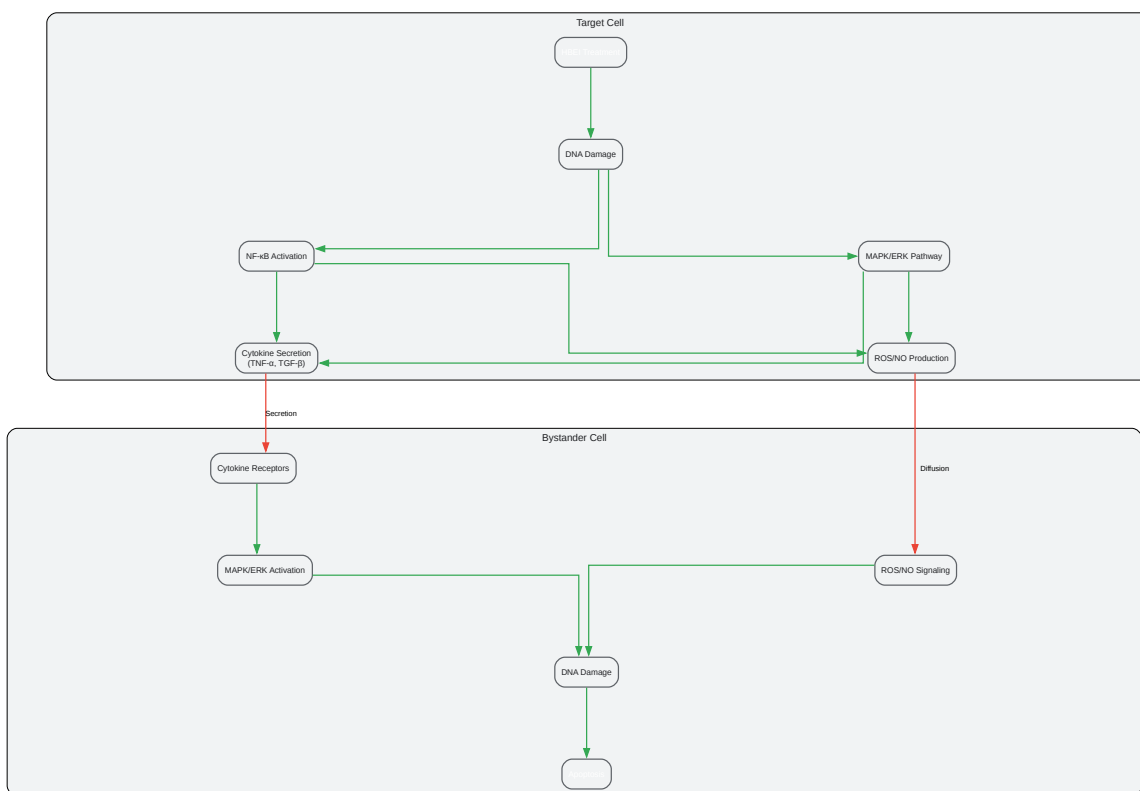 Target Cell
DNA Damage
NF-κB Activation
MAPK/ERK Pathway
Cytokine Secretion
(TNF-α, TGF-β)
ROS/NO Production
Secretion
Bystander Cell
Cytokine Receptors
Diffusion
MAPK/ERK Activation
ROS/NO Signaling
DNA Damage